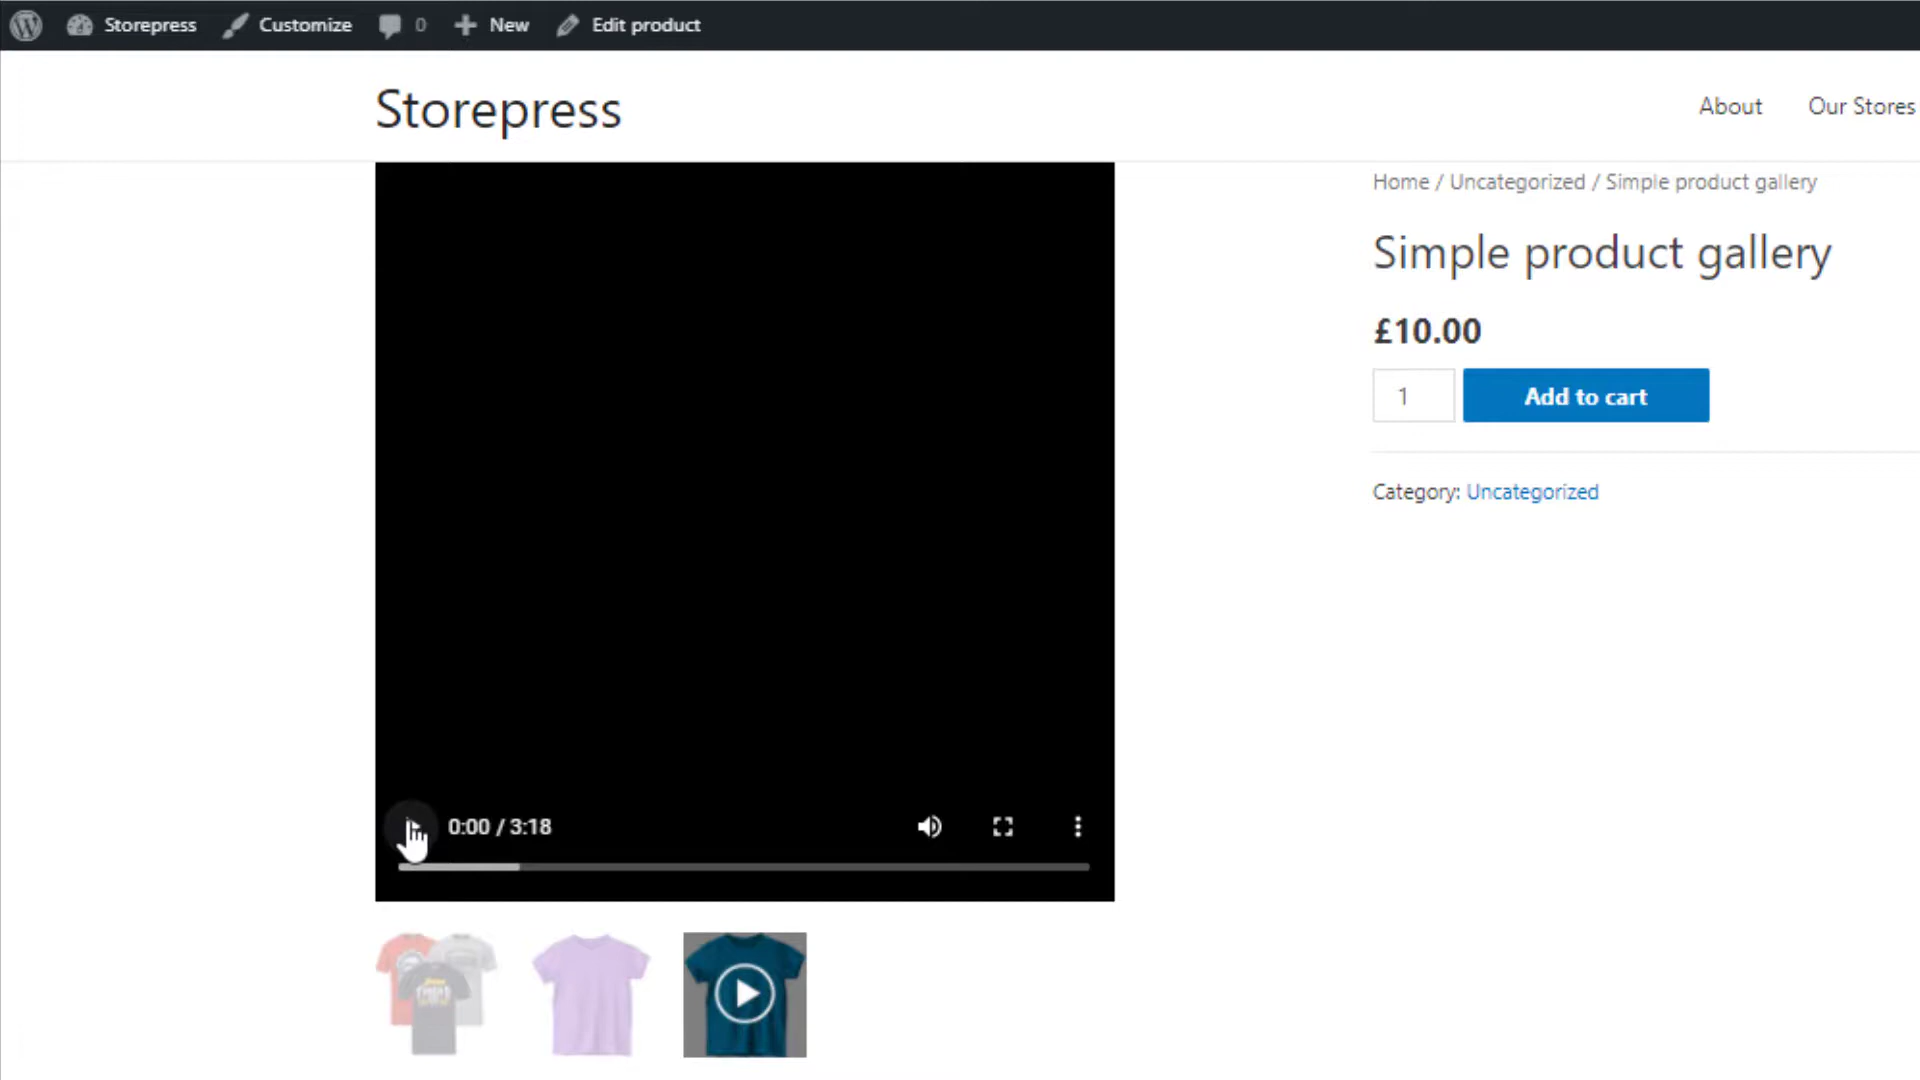 Storepress Customize 0 New Edit product
Storepress
About Our Stores
Home / Uncategorized / Simple product gallery
Simple product gallery
£10.00
1 Add to cart
Category: Uncategorized
0:00 / 3:18